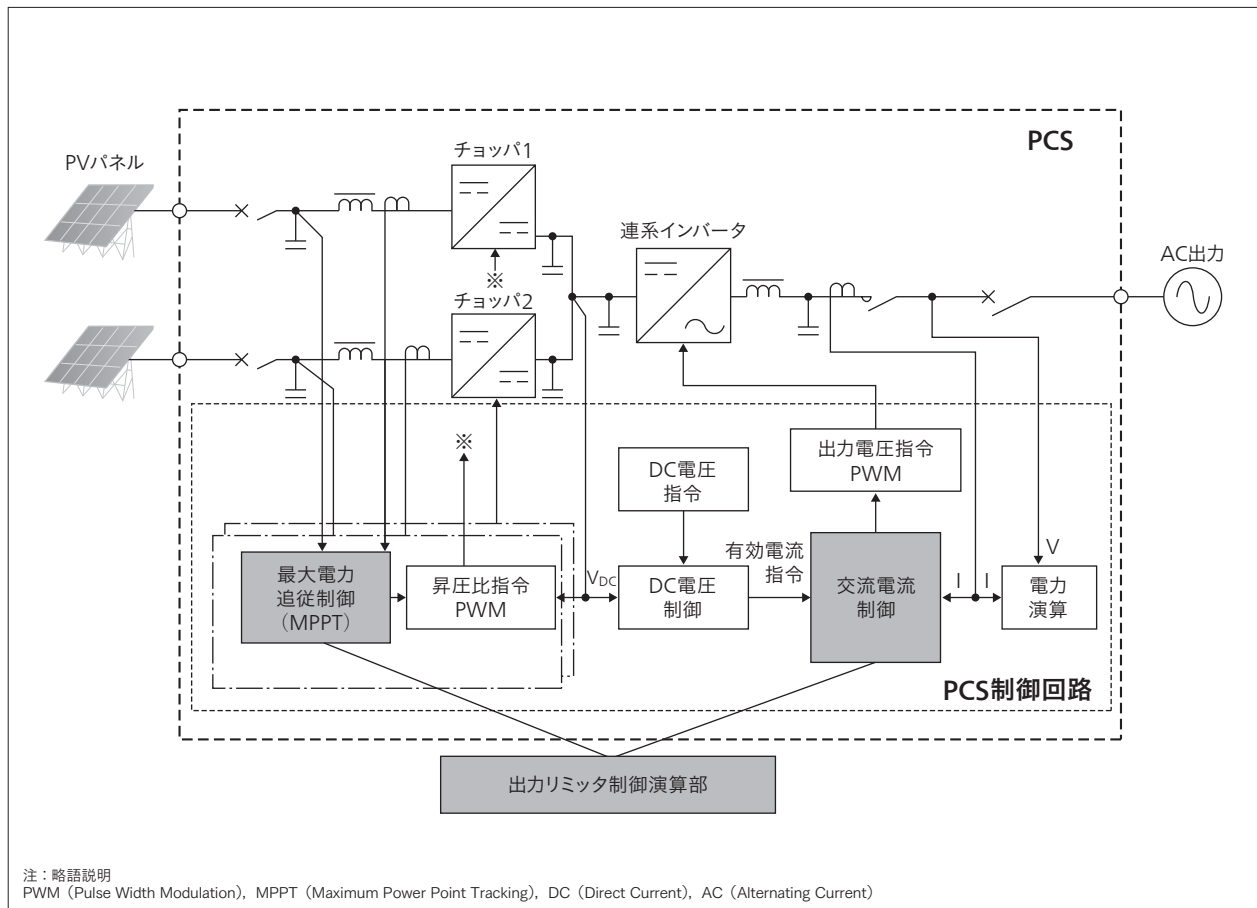 PCS
PVパネル
チョッパ1
※
連系インバータ
AC出力
チョッパ2
※
DC電圧
指令
出力電圧指令
PWM
最大電力
追従制御
（MPPT）
昇圧比指令
PWM
VDC
DC電圧
制御
有効電流
指令
交流電流
制御
I
I
V
電力
演算
PCS制御回路
出力リミッタ制御演算部
注：略語説明
PWM（Pulse Width Modulation），MPPT（Maximum Power Point Tracking），DC（Direct Current），AC（Alternating Current）